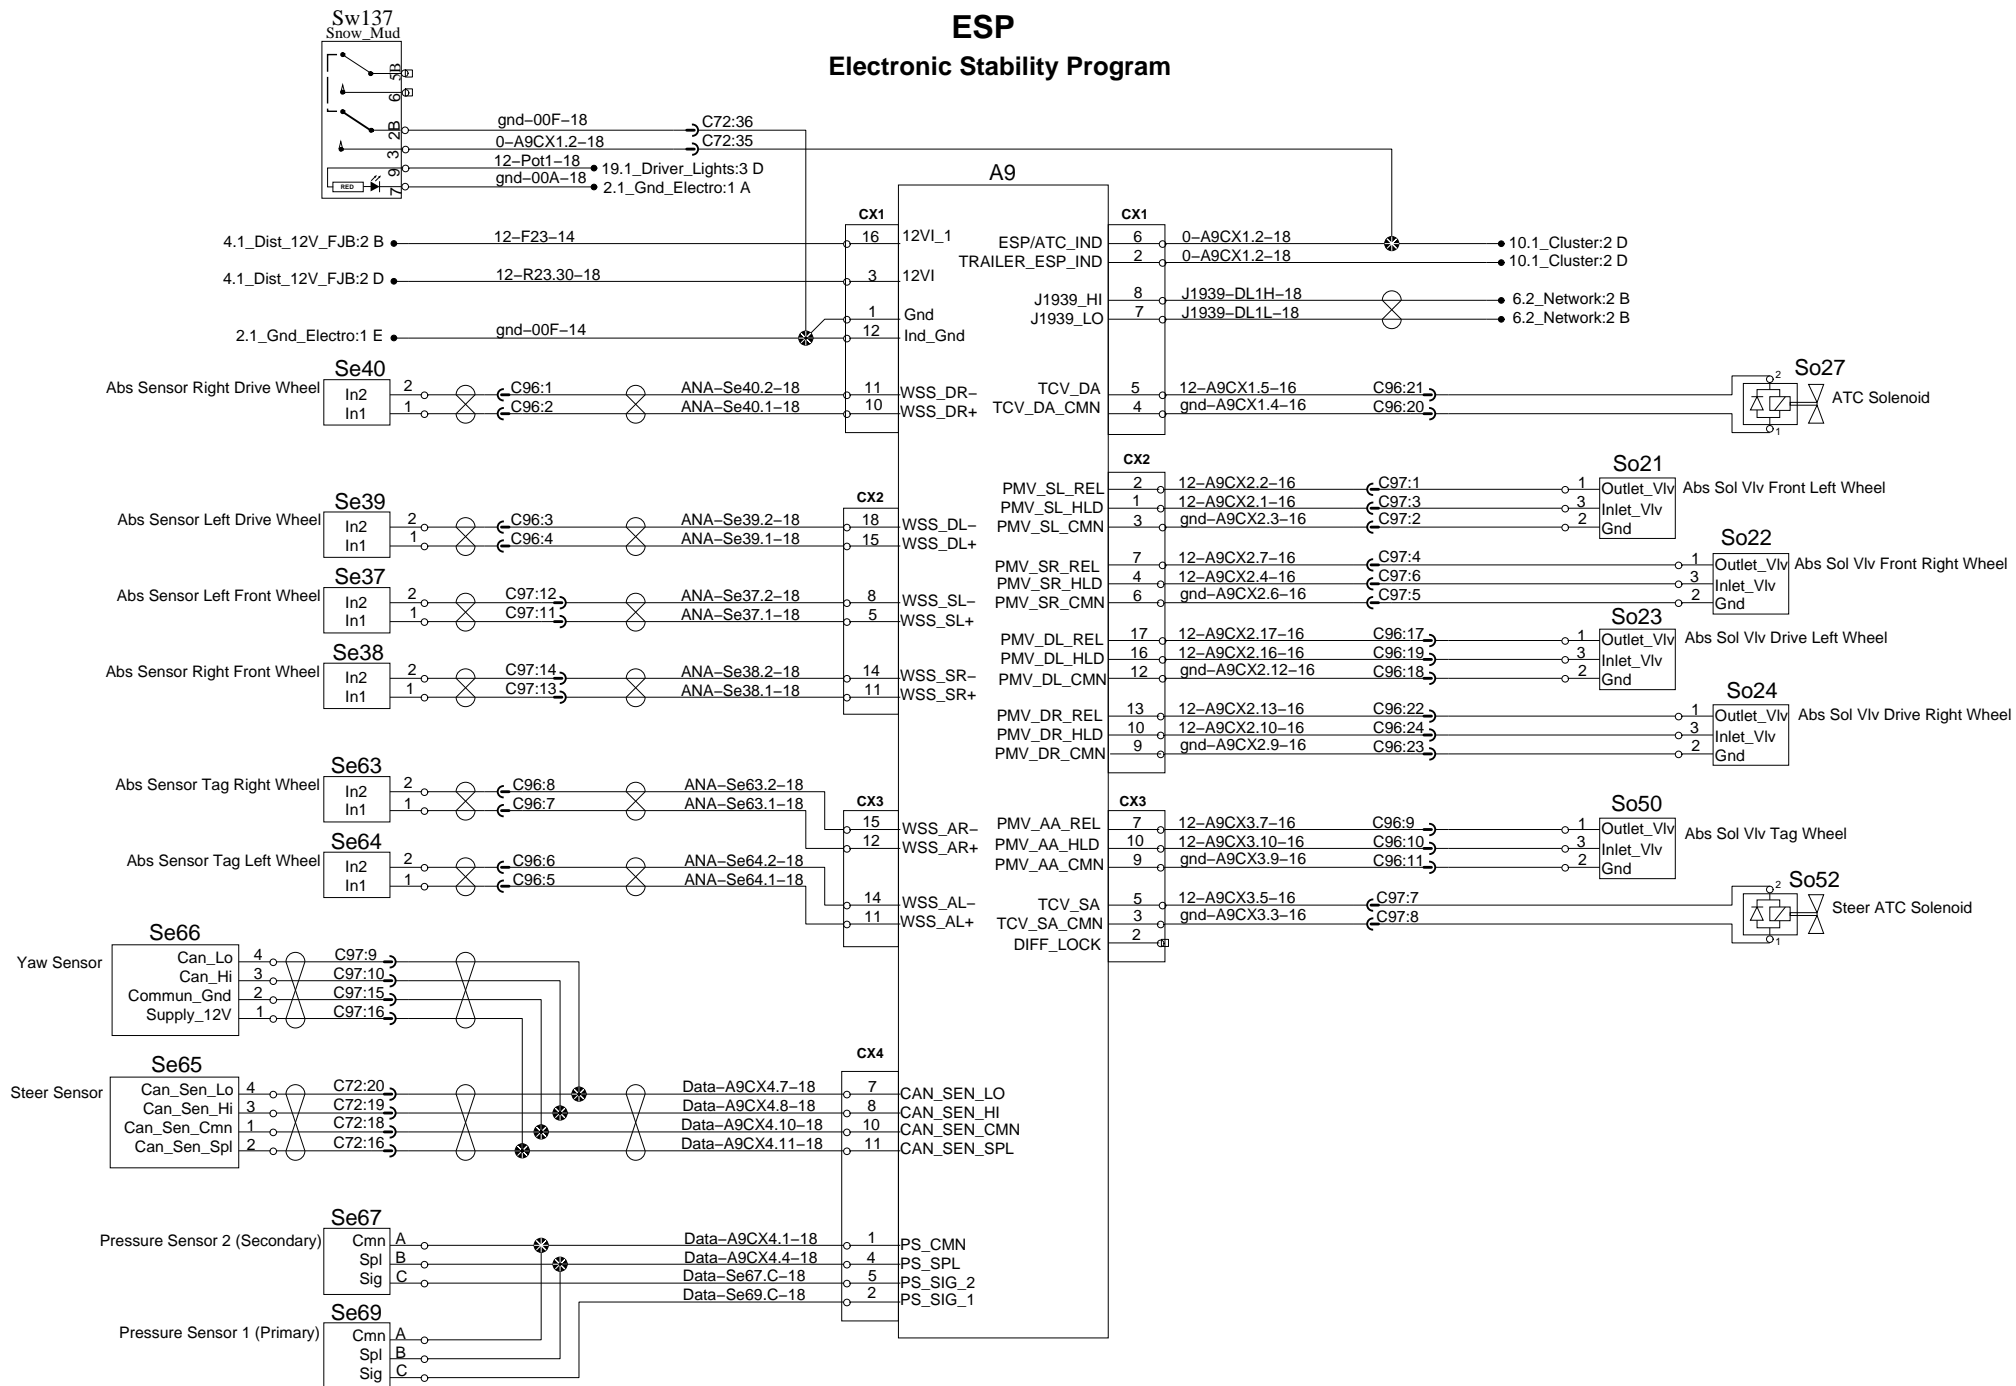 ESP
Electronic Stability Program
Sw137
Snow_Mud
5B
6
2B
3
9
7
RED
gnd−00F−18
C72:36
0−A9CX1.2−18
C72:35
12−Pot1−18
19.1_Driver_Lights:3 D
gnd−00A−18
2.1_Gnd_Electro:1 A
A9
CX1
4.1_Dist_12V_FJB:2 B 12−F23−14 16 12VI_1
4.1_Dist_12V_FJB:2 D 12−R23.30−18 3 12VI
1 Gnd
2.1_Gnd_Electro:1 E gnd−00F−14 12 Ind_Gnd
Se40
Abs Sensor Right Drive Wheel
In2 2 C96:1 ANA−Se40.2−18 11 WSS_DR−
In1 1 C96:2 ANA−Se40.1−18 10 WSS_DR+
CX2
Se39
Abs Sensor Left Drive Wheel
In2 2 C96:3 ANA−Se39.2−18 18 WSS_DL−
In1 1 C96:4 ANA−Se39.1−18 15 WSS_DL+
Se37
Abs Sensor Left Front Wheel
In2 2 C97:12 ANA−Se37.2−18 8 WSS_SL−
In1 1 C97:11 ANA−Se37.1−18 5 WSS_SL+
Se38
Abs Sensor Right Front Wheel
In2 2 C97:14 ANA−Se38.2−18 14 WSS_SR−
In1 1 C97:13 ANA−Se38.1−18 11 WSS_SR+
Se63
Abs Sensor Tag Right Wheel
In2 2 C96:8 ANA−Se63.2−18
In1 1 C96:7 ANA−Se63.1−18
CX3
15 WSS_AR−
12 WSS_AR+
Se64
Abs Sensor Tag Left Wheel
In2 2 C96:6 ANA−Se64.2−18
In1 1 C96:5 ANA−Se64.1−18
14 WSS_AL−
11 WSS_AL+
Se66
Yaw Sensor
Can_Lo 4 C97:9
Can_Hi 3 C97:10
Commun_Gnd 2 C97:15
Supply_12V 1 C97:16
CX4
Se65
Steer Sensor
Can_Sen_Lo 4 C72:20 Data−A9CX4.7−18 7 CAN_SEN_LO
Can_Sen_Hi 3 C72:19 Data−A9CX4.8−18 8 CAN_SEN_HI
Can_Sen_Cmn 1 C72:18 Data−A9CX4.10−18 10 CAN_SEN_CMN
Can_Sen_Spl 2 C72:16 Data−A9CX4.11−18 11 CAN_SEN_SPL
Se67
Pressure Sensor 2 (Secondary)
Cmn A Data−A9CX4.1−18 1 PS_CMN
Spl B Data−A9CX4.4−18 4 PS_SPL
Sig C Data−Se67.C−18 5 PS_SIG_2
Data−Se69.C−18 2 PS_SIG_1
Se69
Pressure Sensor 1 (Primary)
Cmn A
Spl B
Sig C
CX1
ESP/ATC_IND 6 0−A9CX1.2−18 10.1_Cluster:2 D
TRAILER_ESP_IND 2 0−A9CX1.2−18 10.1_Cluster:2 D
J1939_HI 8 J1939−DL1H−18 6.2_Network:2 B
J1939_LO 7 J1939−DL1L−18 6.2_Network:2 B
So27
TCV_DA 5 12−A9CX1.5−16 C96:21 2
ATC Solenoid
TCV_DA_CMN 4 gnd−A9CX1.4−16 C96:20 1
CX2
So21
PMV_SL_REL 2 12−A9CX2.2−16 C97:1 1 Outlet_Vlv Abs Sol Vlv Front Left Wheel
PMV_SL_HLD 1 12−A9CX2.1−16 C97:3 3 Inlet_Vlv
PMV_SL_CMN 3 gnd−A9CX2.3−16 C97:2 2 Gnd
So22
PMV_SR_REL 7 12−A9CX2.7−16 C97:4 1 Outlet_Vlv Abs Sol Vlv Front Right Wheel
PMV_SR_HLD 4 12−A9CX2.4−16 C97:6 3 Inlet_Vlv
PMV_SR_CMN 6 gnd−A9CX2.6−16 C97:5 2 Gnd
So23
PMV_DL_REL 17 12−A9CX2.17−16 C96:17 1 Outlet_Vlv Abs Sol Vlv Drive Left Wheel
PMV_DL_HLD 16 12−A9CX2.16−16 C96:19 3 Inlet_Vlv
PMV_DL_CMN 12 gnd−A9CX2.12−16 C96:18 2 Gnd
So24
PMV_DR_REL 13 12−A9CX2.13−16 C96:22 1 Outlet_Vlv Abs Sol Vlv Drive Right Wheel
PMV_DR_HLD 10 12−A9CX2.10−16 C96:24 3 Inlet_Vlv
PMV_DR_CMN 9 gnd−A9CX2.9−16 C96:23 2 Gnd
CX3
So50
PMV_AA_REL 7 12−A9CX3.7−16 C96:9 1 Outlet_Vlv Abs Sol Vlv Tag Wheel
PMV_AA_HLD 10 12−A9CX3.10−16 C96:10 3 Inlet_Vlv
PMV_AA_CMN 9 gnd−A9CX3.9−16 C96:11 2 Gnd
So52
TCV_SA 5 12−A9CX3.5−16 C97:7 2
Steer ATC Solenoid
TCV_SA_CMN 3 gnd−A9CX3.3−16 C97:8 1
DIFF_LOCK 2